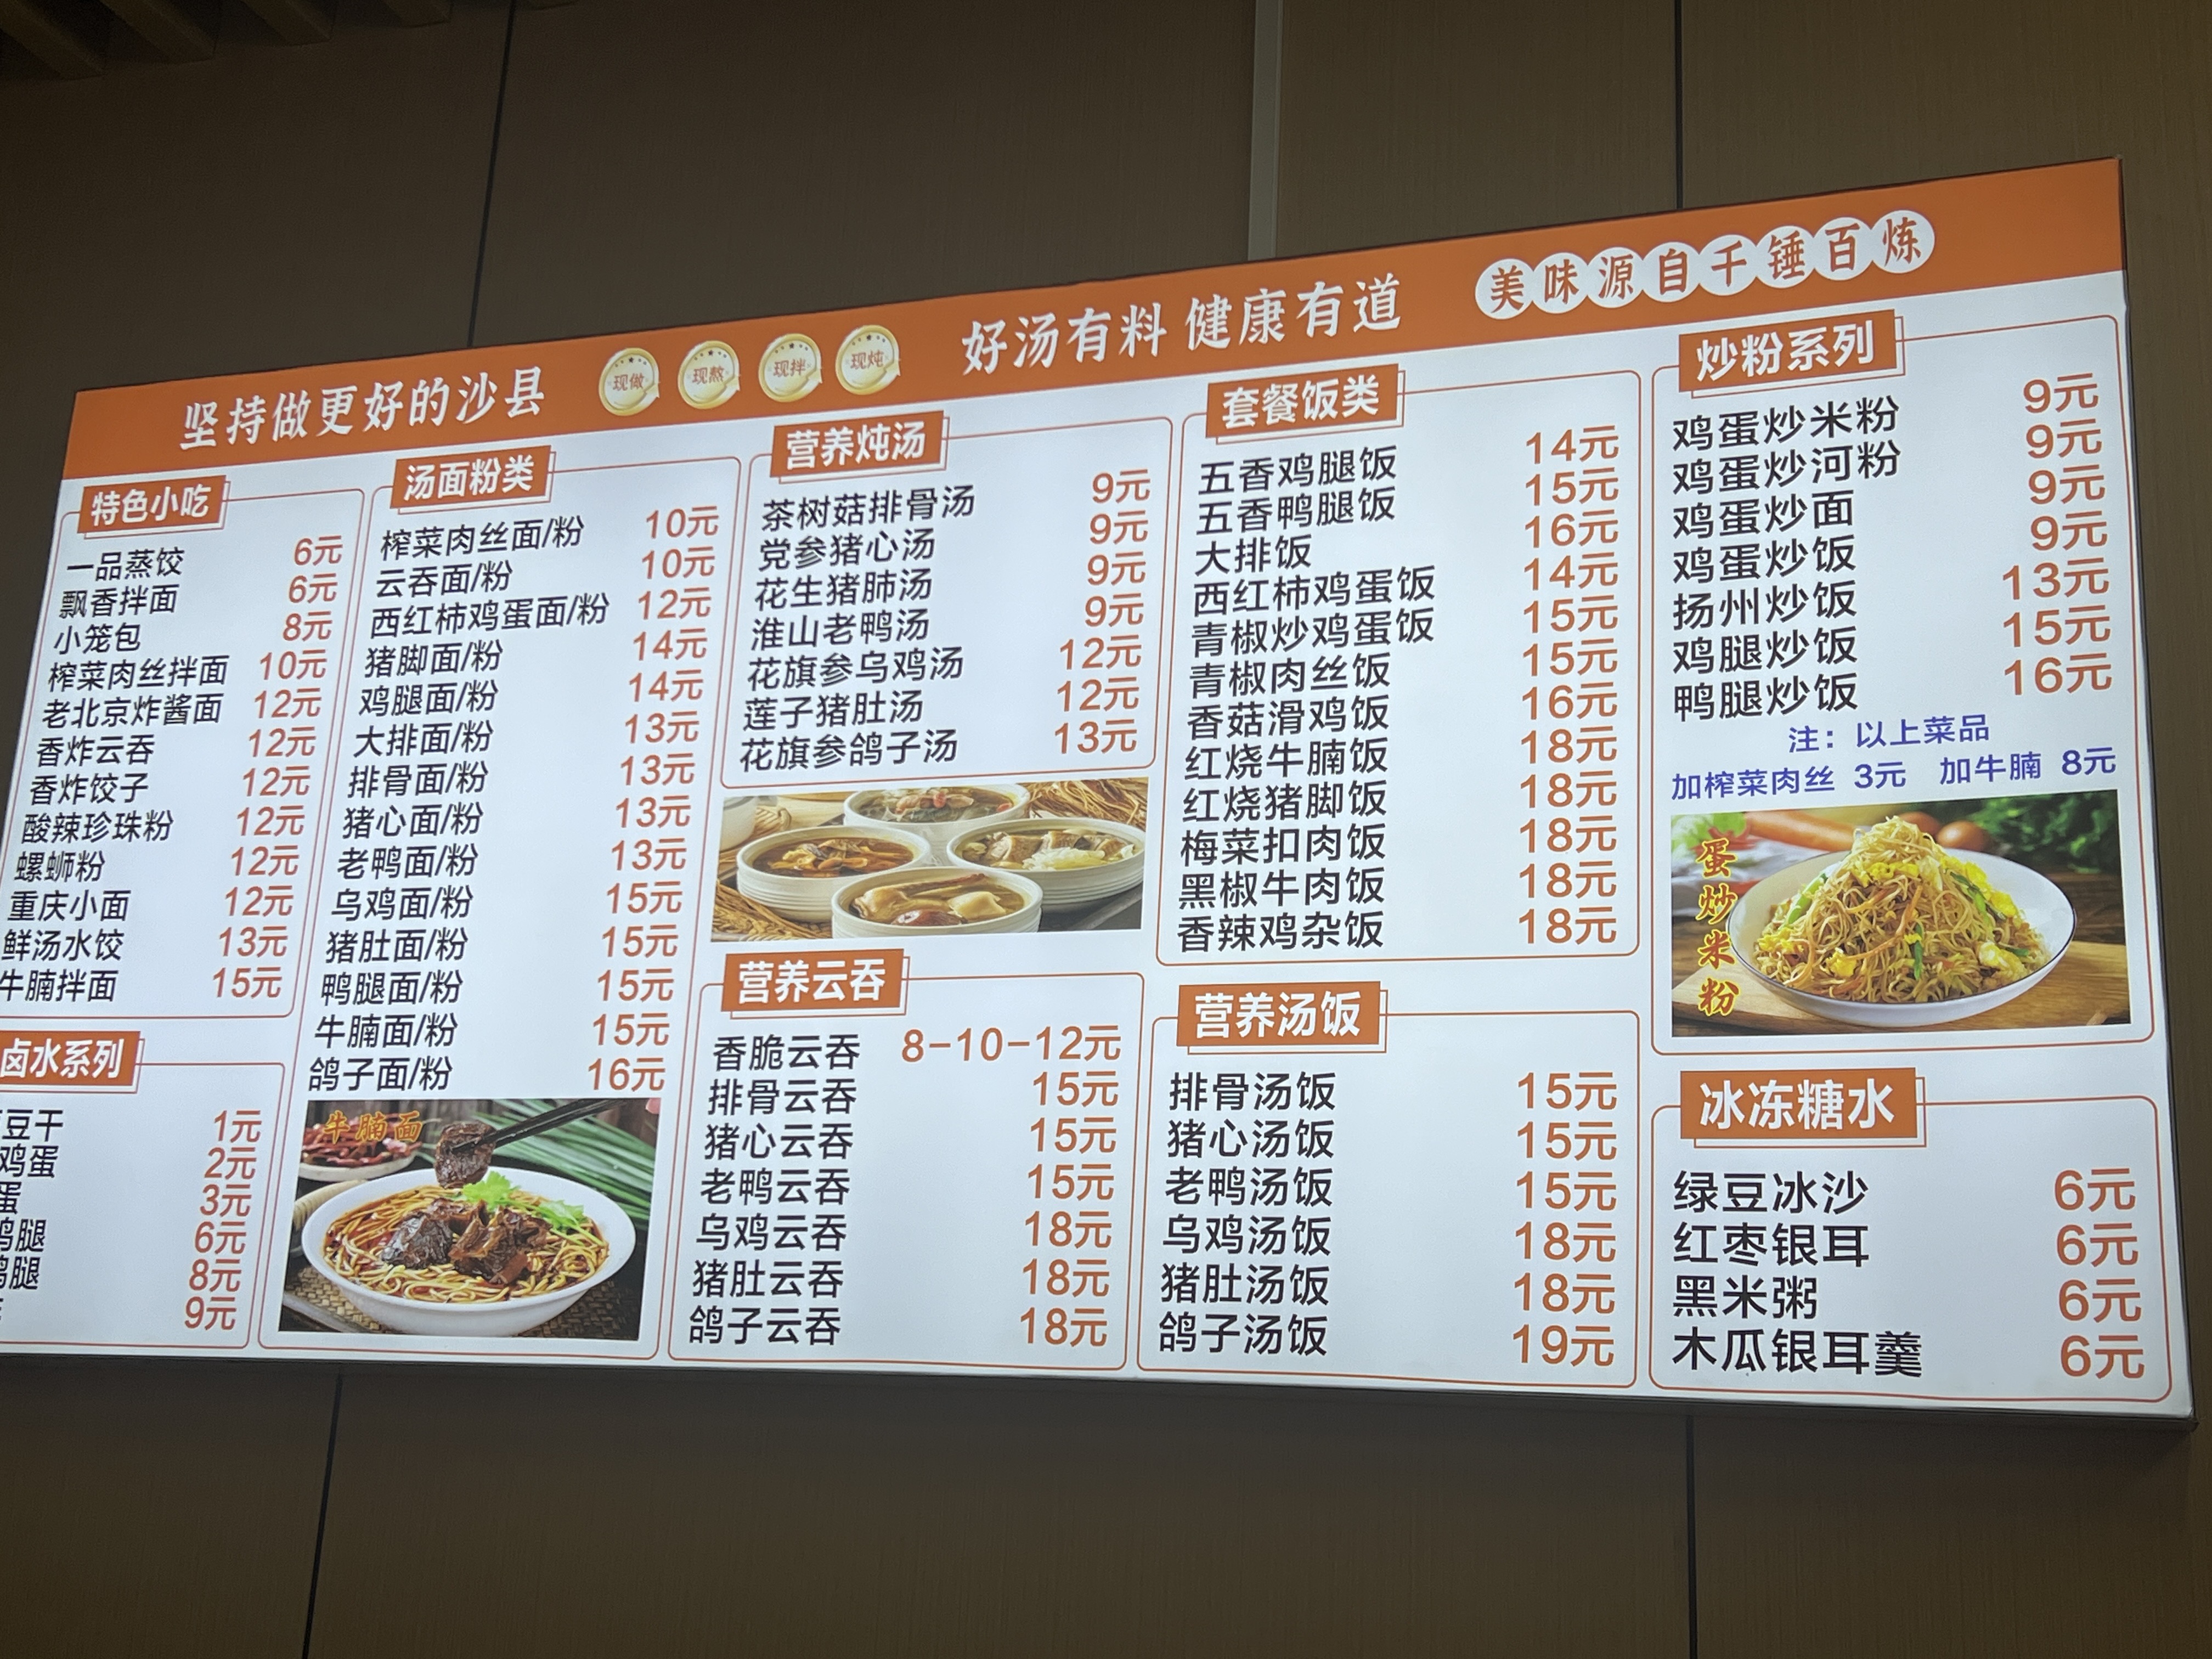 坚持做更好的沙县
现做 现熬 现拌 现炖
好汤有料 健康有道
美味源自千锤百炼
特色小吃
一品蒸饺 6元
飘香拌面 6元
小笼包 8元
榨菜肉丝拌面 10元
老北京炸酱面 12元
香炸云吞 12元
香炸饺子 12元
酸辣珍珠粉 12元
螺蛳粉 12元
重庆小面 12元
鲜汤水饺 13元
牛腩拌面 15元
卤水系列
豆干 1元
鸡蛋 2元
蛋 3元
鸡腿 6元
腿 8元
9元
汤面粉类
榨菜肉丝面/粉 10元
云吞面/粉 10元
西红柿鸡蛋面/粉 12元
猪脚面/粉 14元
鸡腿面/粉 14元
大排面/粉 13元
排骨面/粉 13元
猪心面/粉 13元
老鸭面/粉 13元
乌鸡面/粉 15元
猪肚面/粉 15元
鸭腿面/粉 15元
牛腩面/粉 15元
鸽子面/粉 16元
牛腩面
营养炖汤
茶树菇排骨汤 9元
党参猪心汤 9元
花生猪肺汤 9元
淮山老鸭汤 9元
花旗参乌鸡汤 12元
莲子猪肚汤 12元
花旗参鸽子汤 13元
营养云吞
香脆云吞 8-10-12元
排骨云吞 15元
猪心云吞 15元
老鸭云吞 15元
乌鸡云吞 18元
猪肚云吞 18元
鸽子云吞 18元
套餐饭类
五香鸡腿饭 14元
五香鸭腿饭 15元
大排饭 16元
西红柿鸡蛋饭 14元
青椒炒鸡蛋饭 15元
青椒肉丝饭 15元
香菇滑鸡饭 16元
红烧牛腩饭 18元
红烧猪脚饭 18元
梅菜扣肉饭 18元
黑椒牛肉饭 18元
香辣鸡杂饭 18元
营养汤饭
排骨汤饭 15元
猪心汤饭 15元
老鸭汤饭 15元
乌鸡汤饭 18元
猪肚汤饭 18元
鸽子汤饭 19元
炒粉系列
鸡蛋炒米粉 9元
鸡蛋炒河粉 9元
鸡蛋炒面 9元
鸡蛋炒饭 9元
扬州炒饭 13元
鸡腿炒饭 15元
鸭腿炒饭 16元
注：以上菜品
加榨菜肉丝 3元 加牛腩 8元
蛋炒米粉
冰冻糖水
绿豆冰沙 6元
红枣银耳 6元
黑米粥 6元
木瓜银耳羹 6元